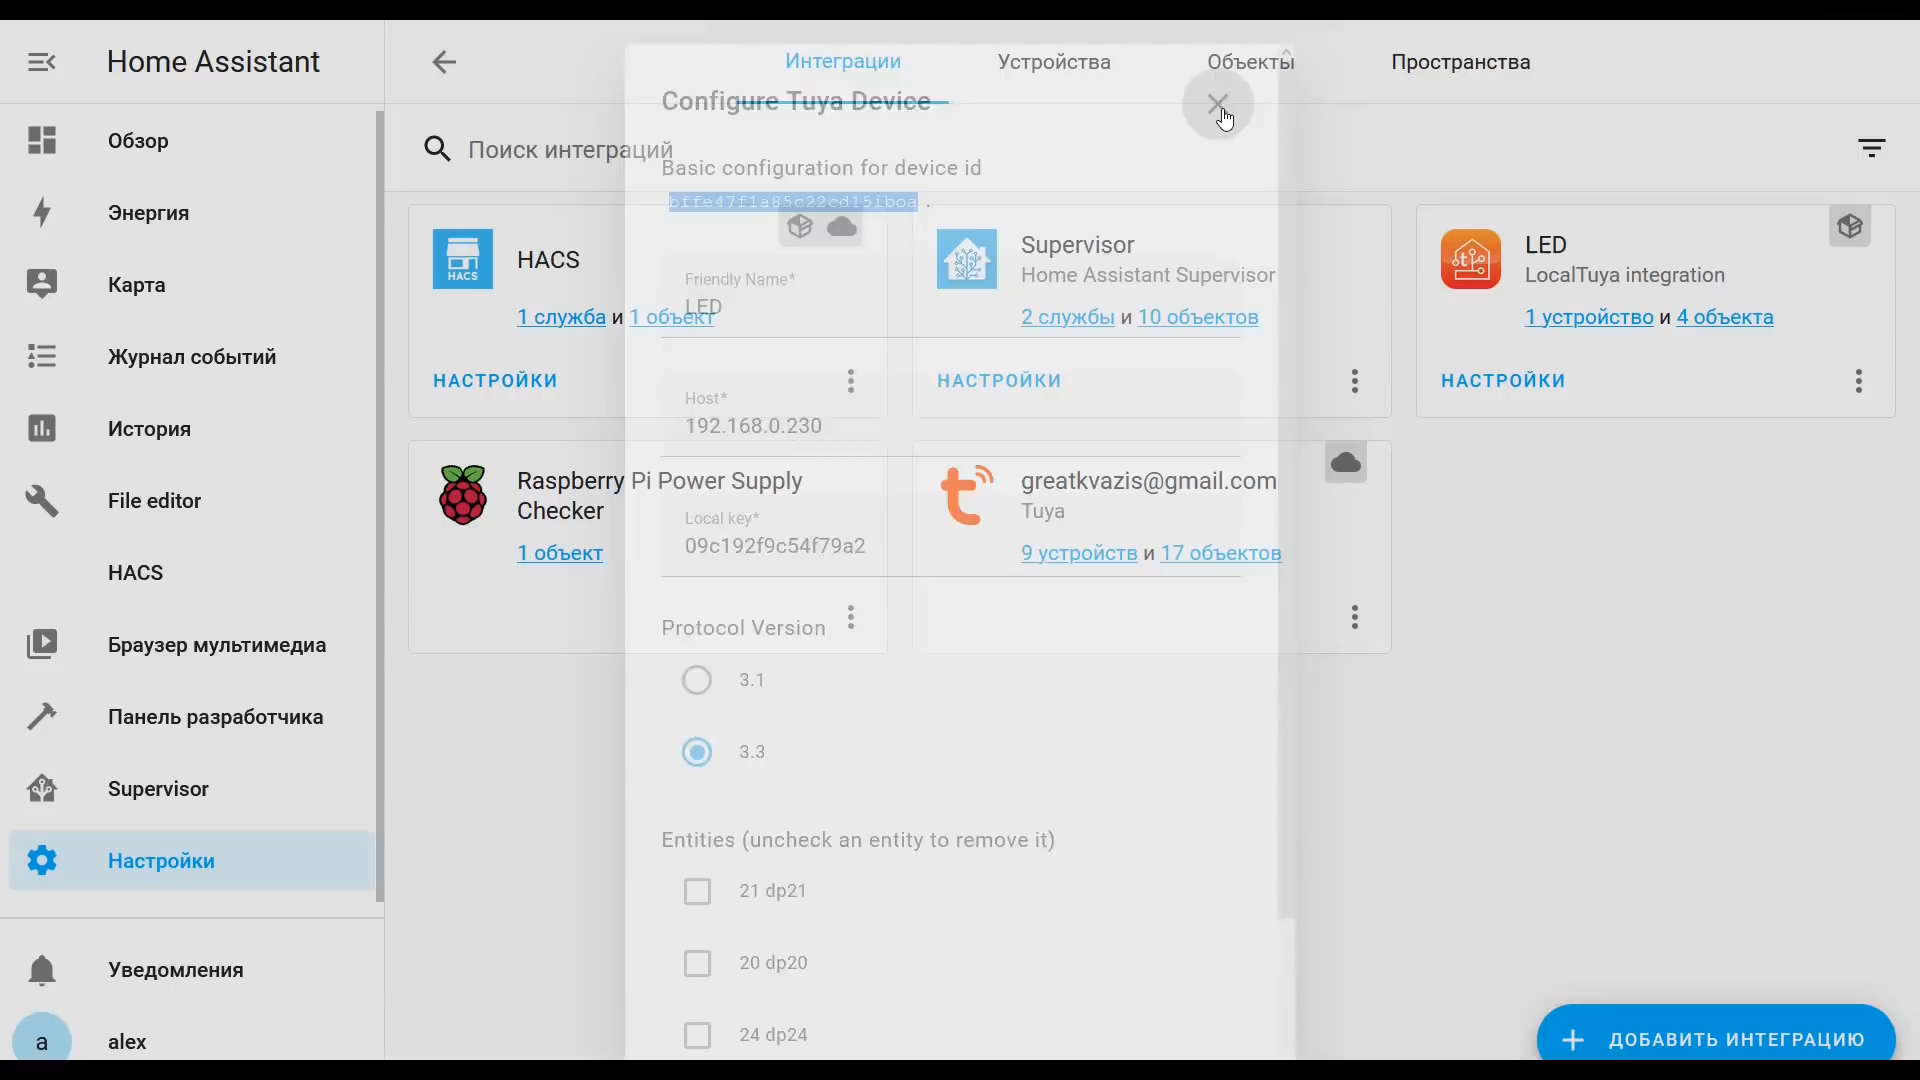 Home Assistant
Интеграции
Устройства
Объекты
Пространства
Обзор
Энергия
Карта
Журнал событий
История
File editor
HACS
Браузер мультимедиа
Панель разработчика
Supervisor
Настройки
Уведомления
a
alex
Поиск интеграций
HACS
HACS
1 служба и 1 объект
НАСТРОЙКИ
Supervisor
Home Assistant Supervisor
2 службы и 10 объектов
НАСТРОЙКИ
LED
LocalTuya integration
1 устройство и 4 объекта
НАСТРОЙКИ
Raspberry Pi Power Supply
Checker
1 объект
greatkvazis@gmail.com
Tuya
9 устройств и 17 объектов
Configure Tuya Device
Basic configuration for device id
bffe47f1a85c22cd15iboa .
Friendly Name*
LED
Host*
192.168.0.230
Local key*
09c192f9c54f79a2
Protocol Version
3.1
3.3
Entities (uncheck an entity to remove it)
21 dp21
20 dp20
24 dp24
ДОБАВИТЬ ИНТЕГРАЦИЮ